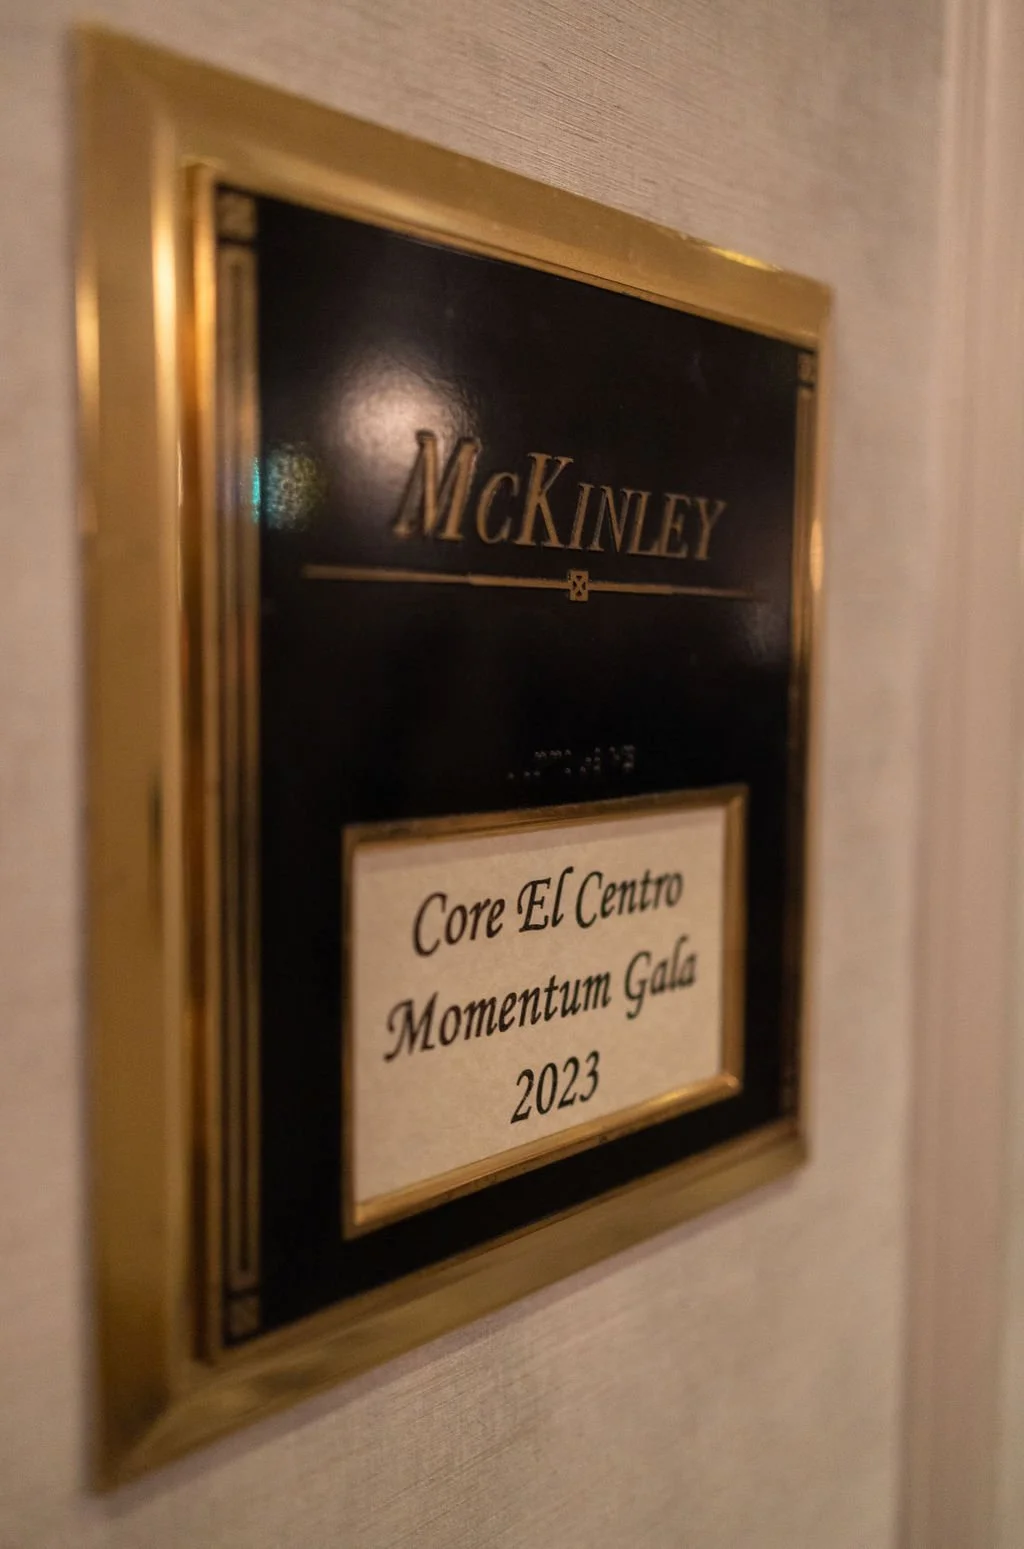 McKINLEY
Core El Centro
Momentum Gala
2023